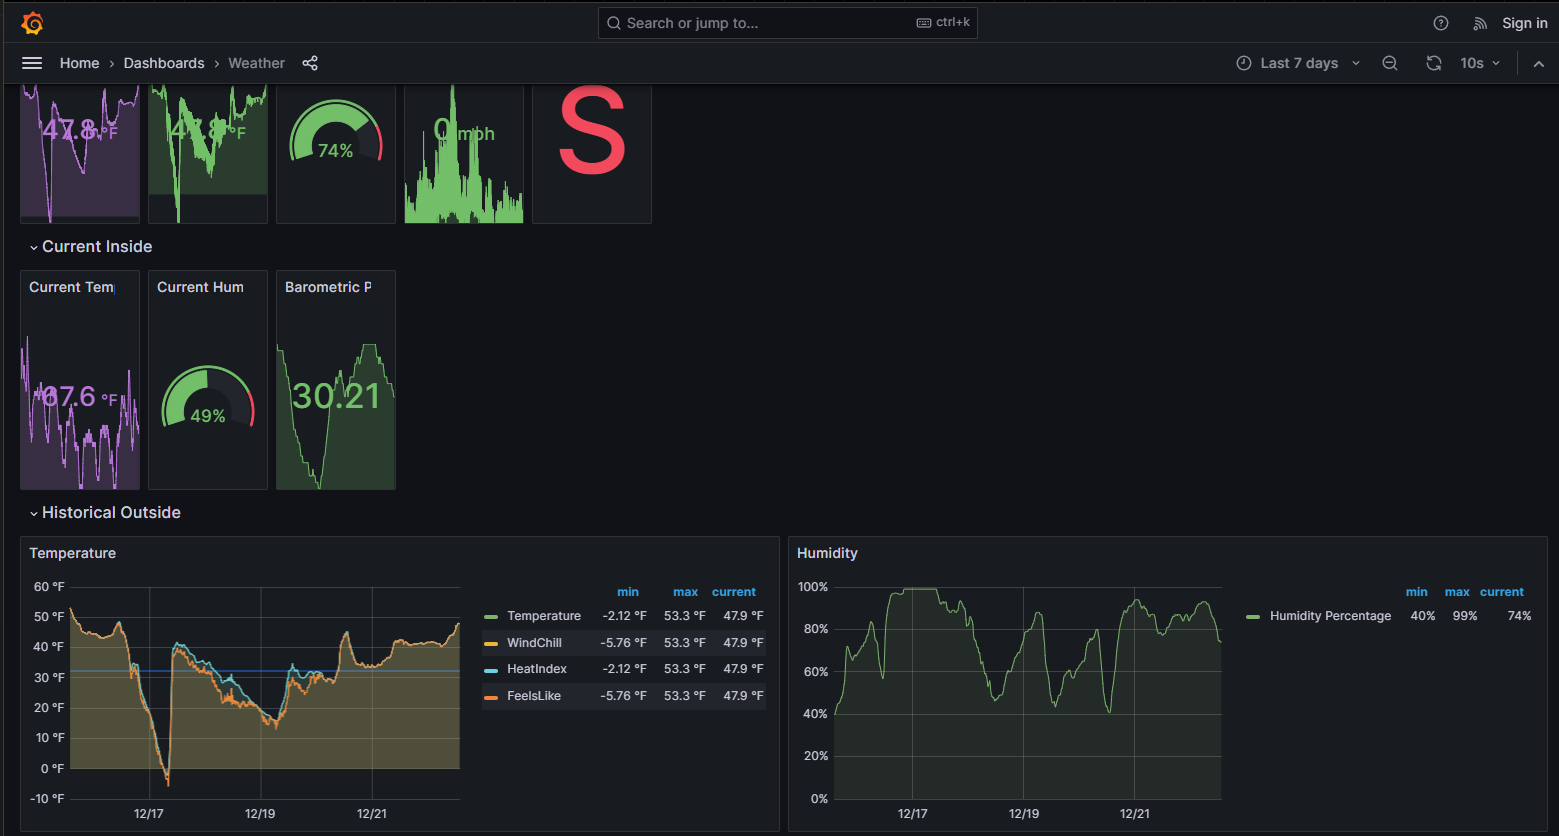 Search or jump to... ctrl+k Sign in
Home › Dashboards › Weather Last 7 days 10s
47.8 °F 47.8 °F 74% 0 mph S
Current Inside
Current Temp Current Hum Barometric P
67.6 °F 49% 30.21
Historical Outside
Temperature
60 °F
50 °F
40 °F
30 °F
20 °F
10 °F
0 °F
-10 °F
12/17 12/19 12/21
min max current
Temperature -2.12 °F 53.3 °F 47.9 °F
WindChill -5.76 °F 53.3 °F 47.9 °F
HeatIndex -2.12 °F 53.3 °F 47.9 °F
FeelsLike -5.76 °F 53.3 °F 47.9 °F
Humidity
100%
80%
60%
40%
20%
0%
12/17 12/19 12/21
min max current
Humidity Percentage 40% 99% 74%